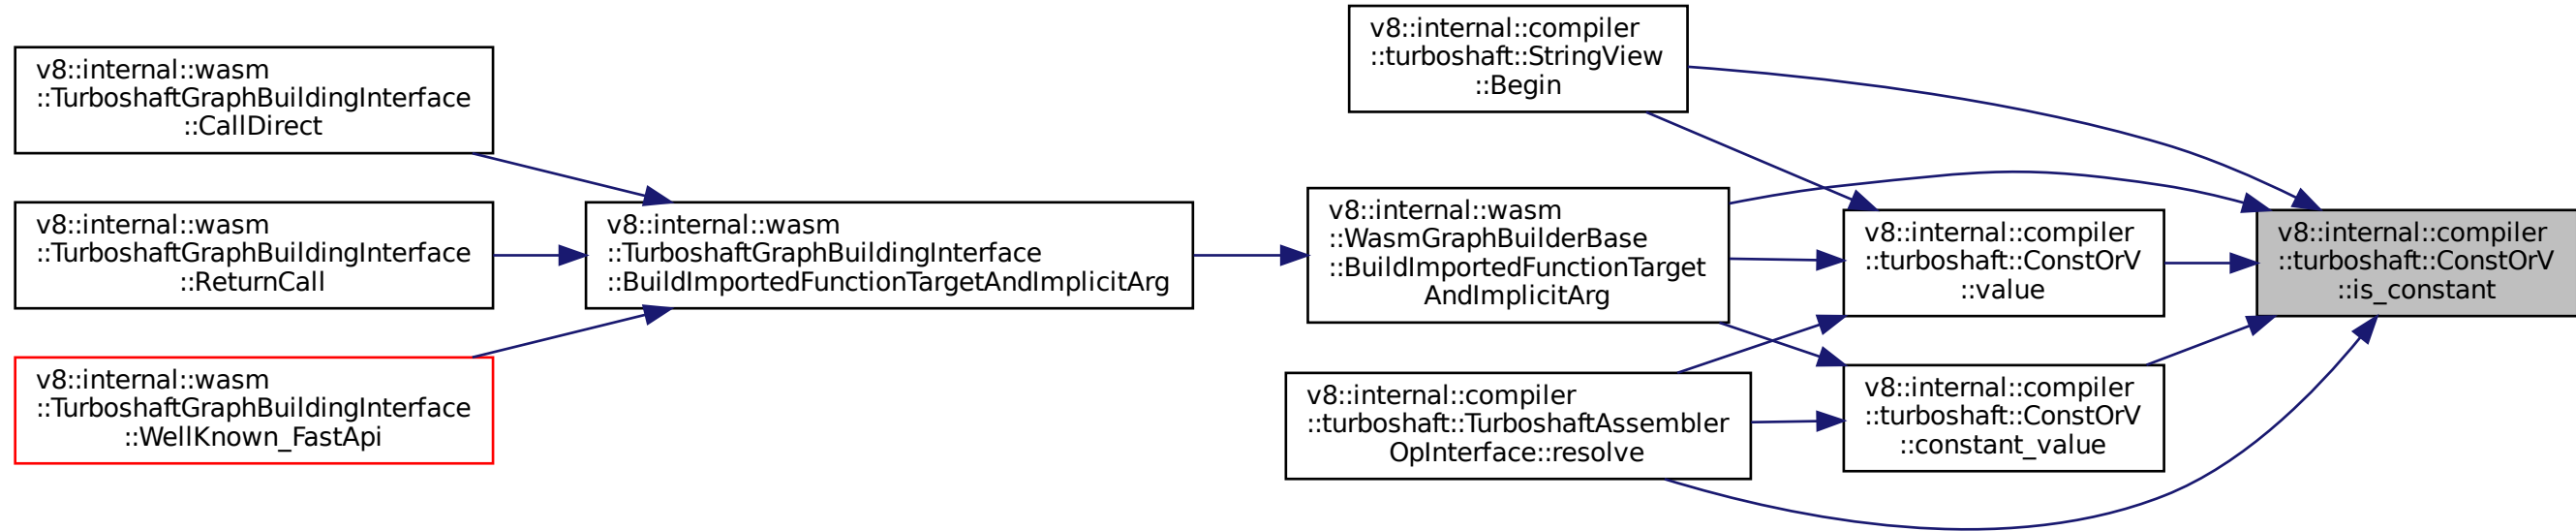 v8::internal::wasm
::TurboshaftGraphBuildingInterface
::CallDirect
v8::internal::wasm
::TurboshaftGraphBuildingInterface
::ReturnCall
v8::internal::wasm
::TurboshaftGraphBuildingInterface
::WellKnown_FastApi
v8::internal::wasm
::TurboshaftGraphBuildingInterface
::BuildImportedFunctionTargetAndImplicitArg
v8::internal::compiler
::turboshaft::StringView
::Begin
v8::internal::wasm
::WasmGraphBuilderBase
::BuildImportedFunctionTarget
AndImplicitArg
v8::internal::compiler
::turboshaft::TurboshaftAssembler
OpInterface::resolve
v8::internal::compiler
::turboshaft::ConstOrV
::value
v8::internal::compiler
::turboshaft::ConstOrV
::constant_value
v8::internal::compiler
::turboshaft::ConstOrV
::is_constant